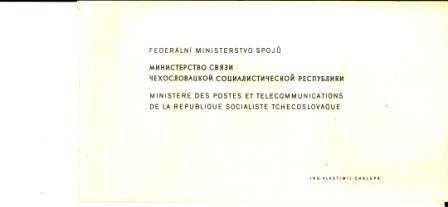 FEDERÁLNÍ MINISTERSTVO SPOJŮ
МИНИСТЕРСТВО СВЯЗИ
ЧЕХОСЛОВАЦКОЙ СОЦИАЛИСТИЧЕСКОЙ РЕСПУБЛИКИ
MINISTERE DES POSTES ET TELECOMMUNICATIONS
DE LA REPUBLIQUE SOCIALISTE TCHECOSLOVAQUE
ING. VLASTIMIL CHALUPA